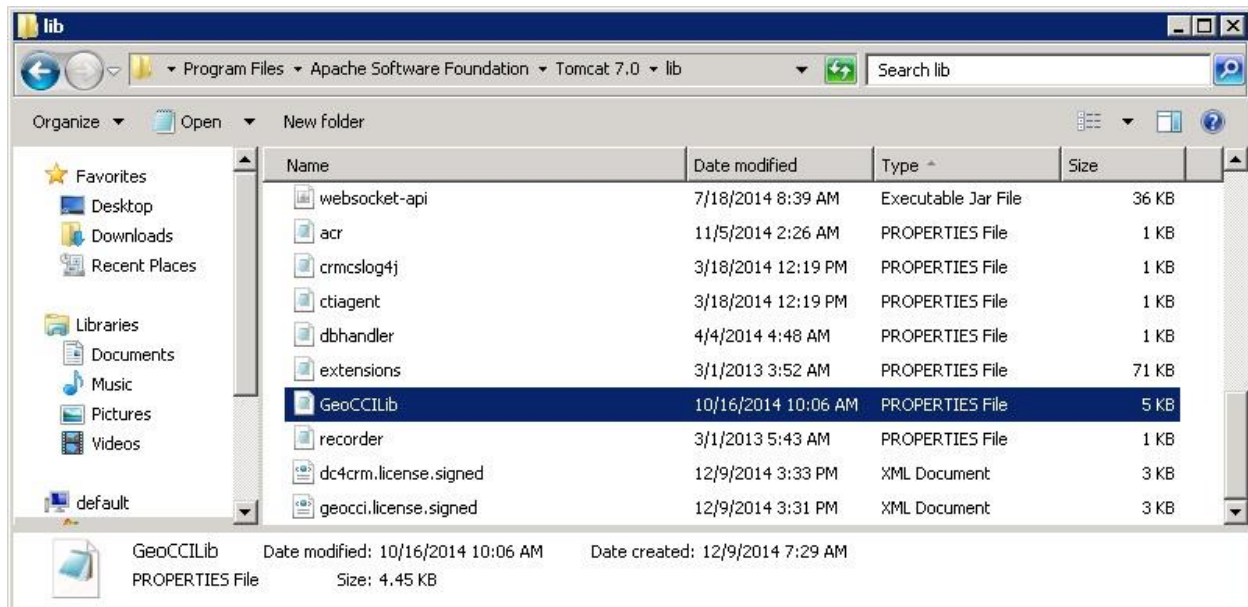 lib
Program Files Apache Software Foundation Tomcat 7.0 lib Search lib
Organize Open New folder
Favorites
Desktop
Downloads
Recent Places
Libraries
Documents
Music
Pictures
Videos
default
Name Date modified Type Size
websocket-api 7/18/2014 8:39 AM Executable Jar File 36 KB
acr 11/5/2014 2:26 AM PROPERTIES File 1 KB
crmcslog4j 3/18/2014 12:19 PM PROPERTIES File 1 KB
ctiagent 3/18/2014 12:19 PM PROPERTIES File 1 KB
dbhandler 4/4/2014 4:48 AM PROPERTIES File 1 KB
extensions 3/1/2013 3:52 AM PROPERTIES File 71 KB
GeoCCILib 10/16/2014 10:06 AM PROPERTIES File 5 KB
recorder 3/1/2013 5:43 AM PROPERTIES File 1 KB
dc4crm.license.signed 12/9/2014 3:33 PM XML Document 3 KB
geocci.license.signed 12/9/2014 3:31 PM XML Document 3 KB
GeoCCILib Date modified: 10/16/2014 10:06 AM Date created: 12/9/2014 7:29 AM
PROPERTIES File Size: 4.45 KB